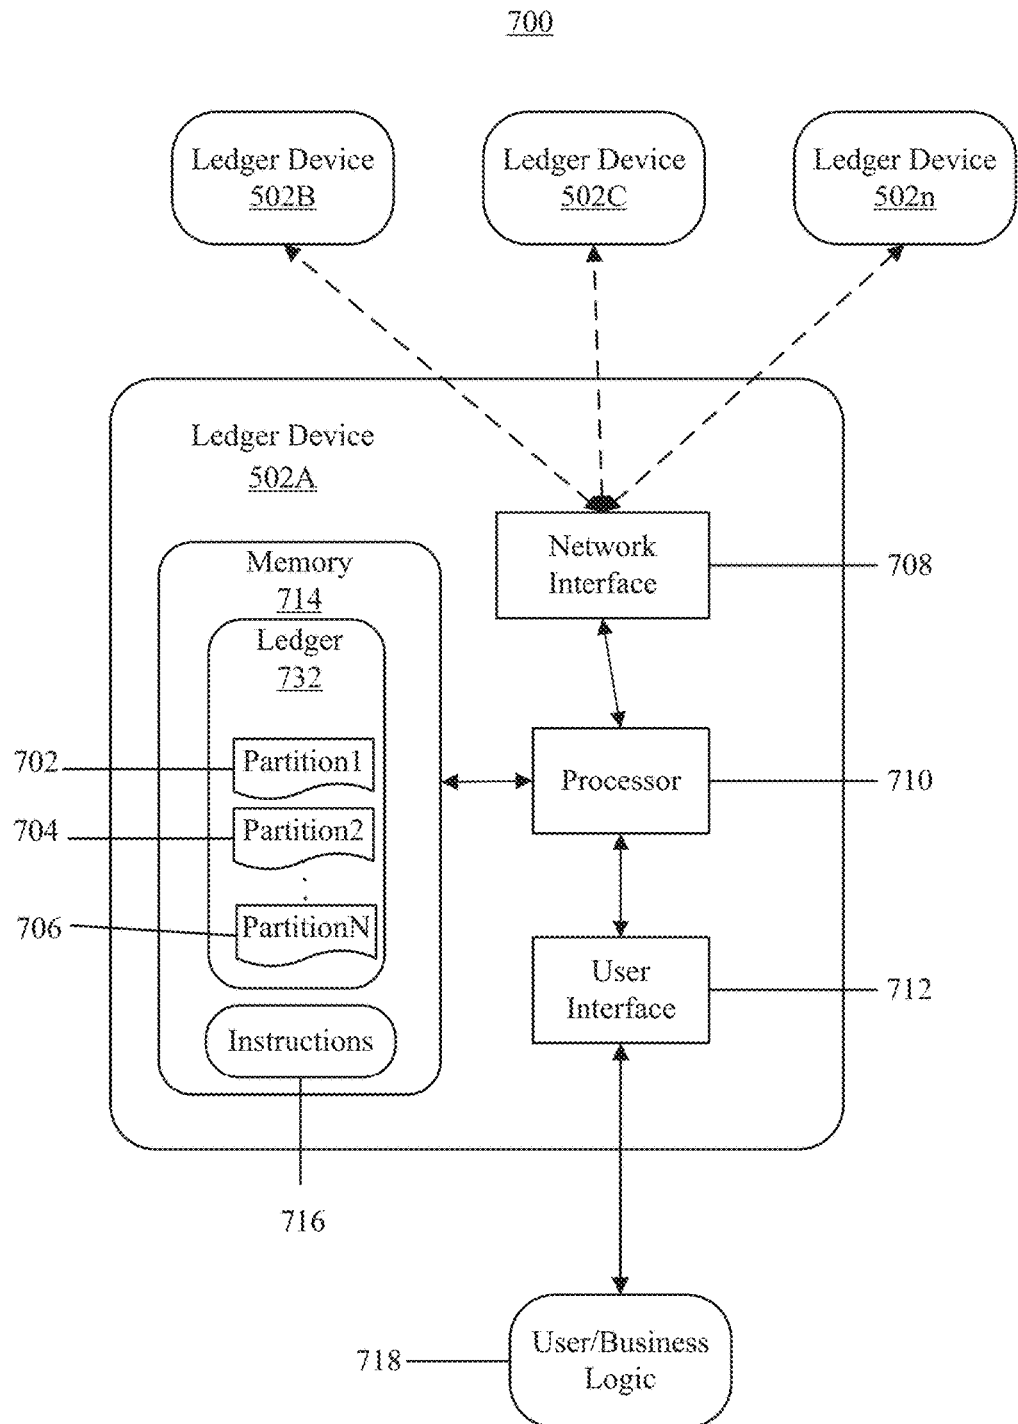 700
Ledger Device
502B
Ledger Device
502C
Ledger Device
502n
Ledger Device
502A
Memory
714
Ledger
732
Partition1
Partition2
PartitionN
Instructions
702
704
706
716
Network
Interface
708
Processor
710
User
Interface
712
718
User/Business
Logic